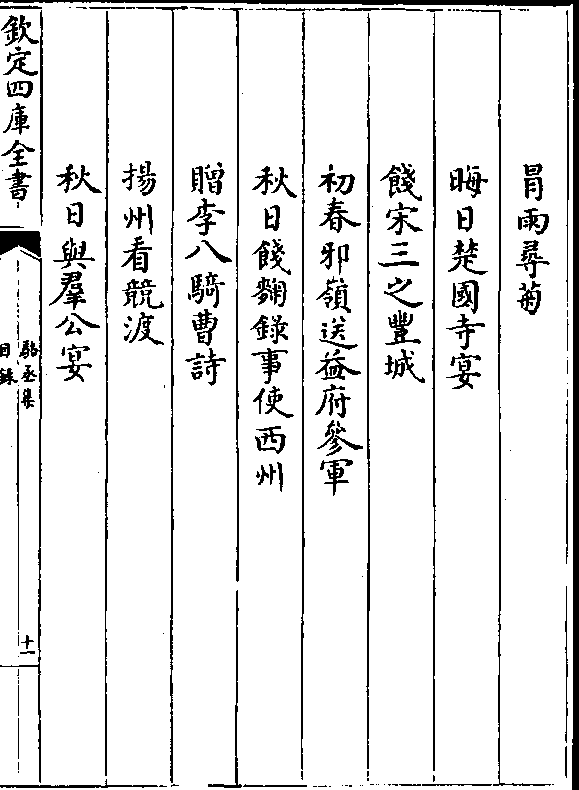 冐雨尋菊
晦日楚國寺宴
餞宋三之豐城
初春邪嶺送益府參軍
秋日餞麴錄事使西州
贈李八騎曹詩
揚州看競渡
秋日與羣公宴
欽定四庫全書
駱丞集
目錄
十一